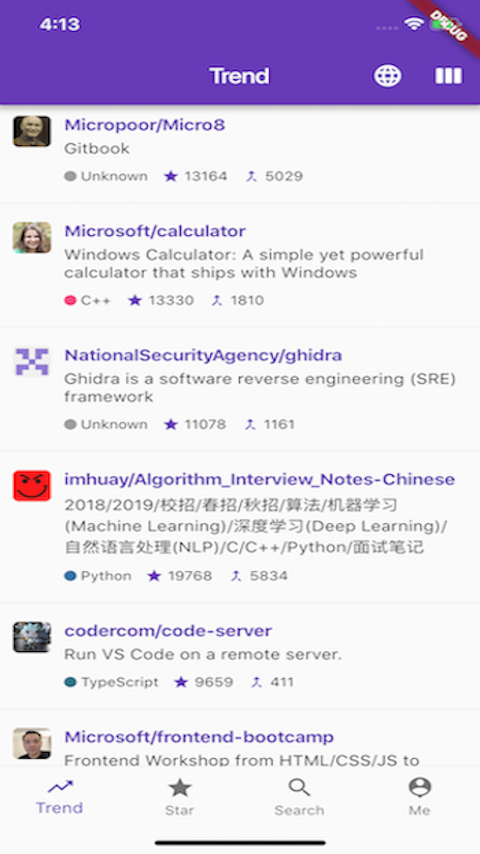 4:13
DEBUG
Trend
Micropoor/Micro8
Gitbook
Unknown 13164 5029
Microsoft/calculator
Windows Calculator: A simple yet powerful
calculator that ships with Windows
C++ 13330 1810
NationalSecurityAgency/ghidra
Ghidra is a software reverse engineering (SRE)
framework
Unknown 11078 1161
imhuay/Algorithm_Interview_Notes-Chinese
2018/2019/校招/春招/秋招/算法/机器学习
(Machine Learning)/深度学习(Deep Learning)/
自然语言处理(NLP)/C/C++/Python/面试笔记
Python 19768 5834
codercom/code-server
Run VS Code on a remote server.
TypeScript 9659 411
Microsoft/frontend-bootcamp
Frontend Workshop from HTML/CSS/JS to
Trend
Star
Search
Me